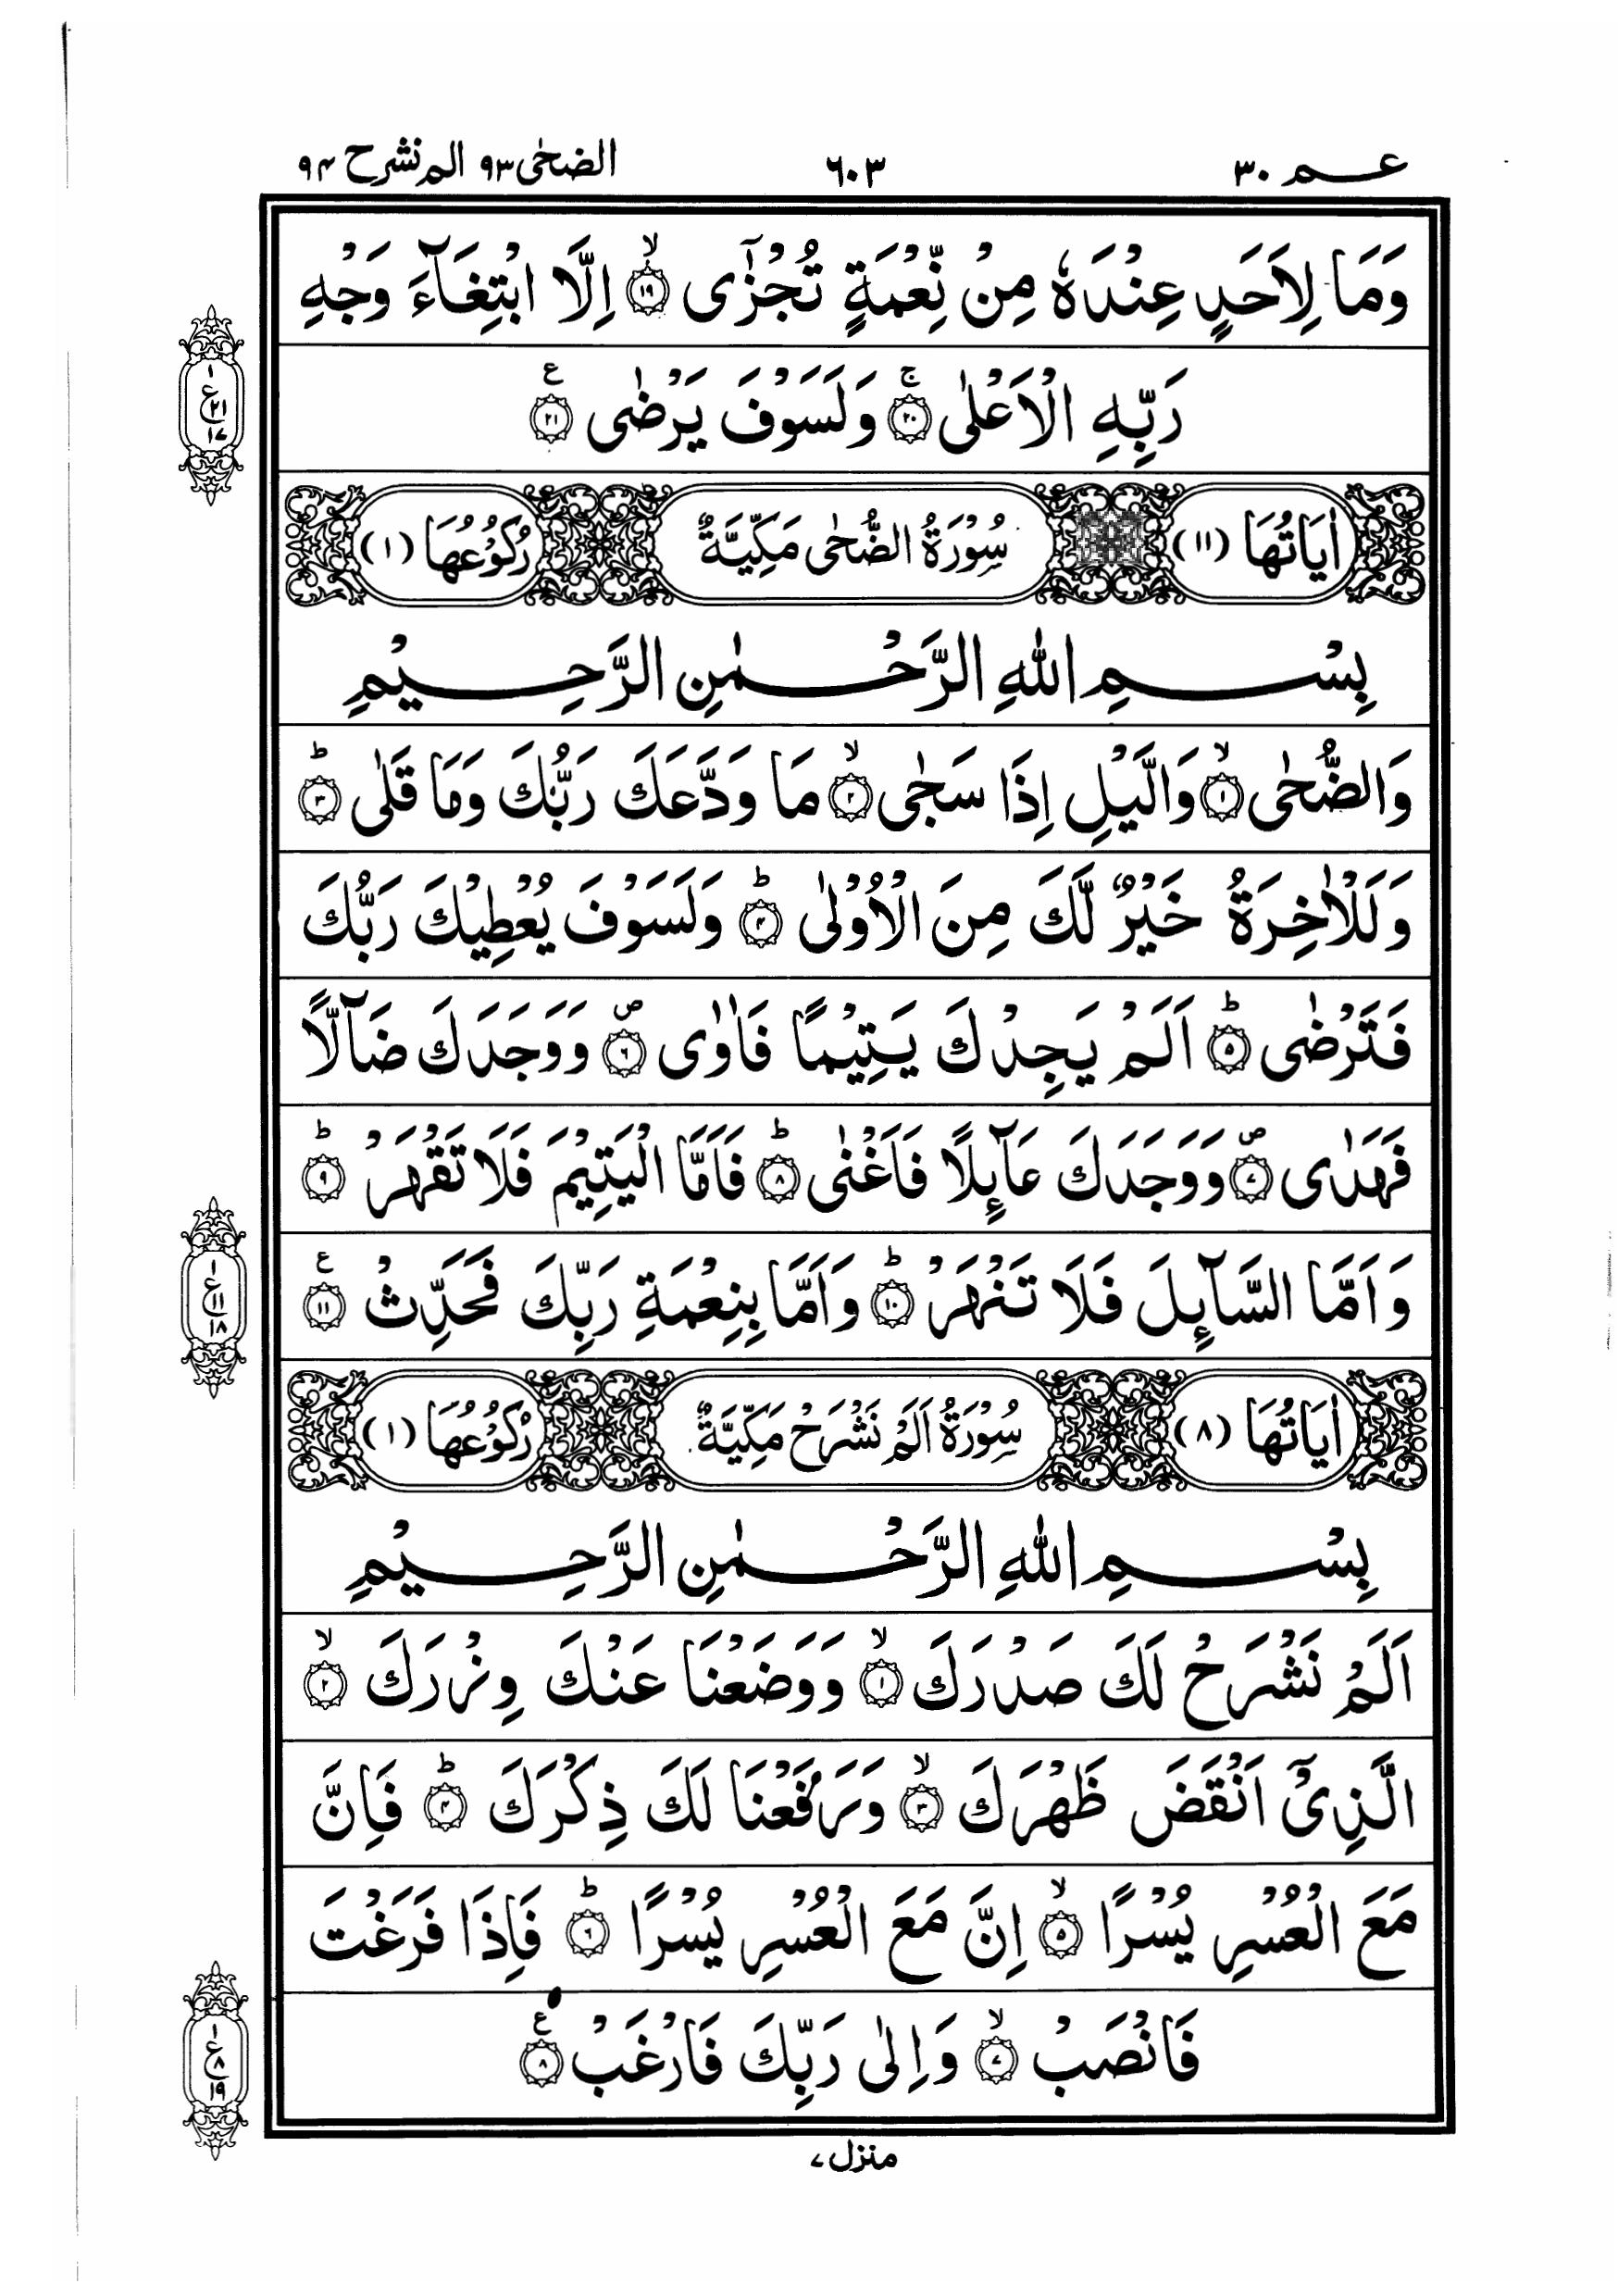 عـم ٣٠ ٦٠٣ الضحٰى ٩٣ الم نشرح ٩٤
وَمَا لِاَحَدٍ عِنْدَهٗ مِنْ نِّعْمَةٍ تُجْزٰۤى ۙ﴿١٩﴾ اِلَّا ابْتِغَآءَ وَجْهِ
رَبِّهِ الْاَعْلٰى ۚ﴿٢٠﴾ وَلَسَوْفَ يَرْضٰى ﴿٢١﴾ ع
ع ١ ٢١ ١٧
اٰيَاتُهَا (١١) سُوْرَةُ الضُّحٰى مَكِّيَّةٌ رُكُوْعُهَا (١)
بِسْمِ اللّٰهِ الرَّحْمٰنِ الرَّحِيْمِ
وَالضُّحٰى ۙ﴿١﴾ وَالَّيْلِ اِذَا سَجٰى ۙ﴿٢﴾ مَا وَدَّعَكَ رَبُّكَ وَمَا قَلٰى ؕ﴿٣﴾
وَلَلْاٰخِرَةُ خَيْرٌ لَّكَ مِنَ الْاُوْلٰى ؕ﴿٤﴾ وَلَسَوْفَ يُعْطِيْكَ رَبُّكَ
فَتَرْضٰى ؕ﴿٥﴾ اَلَمْ يَجِدْكَ يَتِيْمًا فَاٰوٰى ۪﴿٦﴾ وَوَجَدَكَ ضَآلًّا
فَهَدٰى ۪﴿٧﴾ وَوَجَدَكَ عَآئِلًا فَاَغْنٰى ؕ﴿٨﴾ فَاَمَّا الْيَتِيْمَ فَلَا تَقْهَرْ ؕ﴿٩﴾
وَاَمَّا السَّآئِلَ فَلَا تَنْهَرْ ؕ﴿١٠﴾ وَاَمَّا بِنِعْمَةِ رَبِّكَ فَحَدِّثْ ﴿١١﴾ ع
ع ١ ١١ ١٨
اٰيَاتُهَا (٨) سُوْرَةُ اَلَمْ نَشْرَحْ مَكِّيَّةٌ رُكُوْعُهَا (١)
بِسْمِ اللّٰهِ الرَّحْمٰنِ الرَّحِيْمِ
اَلَمْ نَشْرَحْ لَكَ صَدْرَكَ ۙ﴿١﴾ وَوَضَعْنَا عَنْكَ وِزْرَكَ ۙ﴿٢﴾
الَّذِيْۤ اَنْقَضَ ظَهْرَكَ ۙ﴿٣﴾ وَرَفَعْنَا لَكَ ذِكْرَكَ ؕ﴿٤﴾ فَاِنَّ
مَعَ الْعُسْرِ يُسْرًا ۙ﴿٥﴾ اِنَّ مَعَ الْعُسْرِ يُسْرًا ؕ﴿٦﴾ فَاِذَا فَرَغْتَ
فَانْصَبْ ۙ﴿٧﴾ وَاِلٰى رَبِّكَ فَارْغَبْ ﴿٨﴾ ع
ع ١ ٨ ١٩
منزل ٧